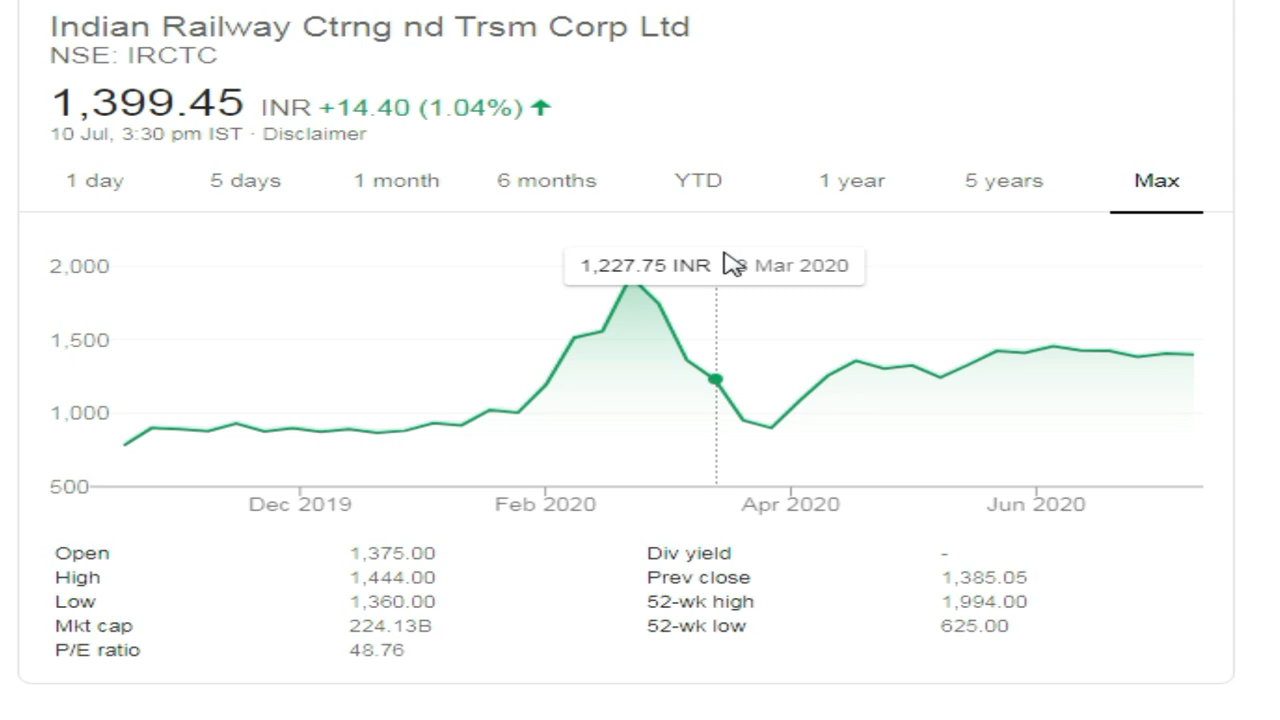 Indian Railway Ctrng nd Trsm Corp Ltd
NSE: IRCTC
1,399.45 INR +14.40 (1.04%)
10 Jul, 3:30 pm IST · Disclaimer
1 day 5 days 1 month 6 months YTD 1 year 5 years Max
1,227.75 INR Mar 2020
2,000
1,500
1,000
500
Dec 2019 Feb 2020 Apr 2020 Jun 2020
Open 1,375.00 Div yield -
High 1,444.00 Prev close 1,385.05
Low 1,360.00 52-wk high 1,994.00
Mkt cap 224.13B 52-wk low 625.00
P/E ratio 48.76